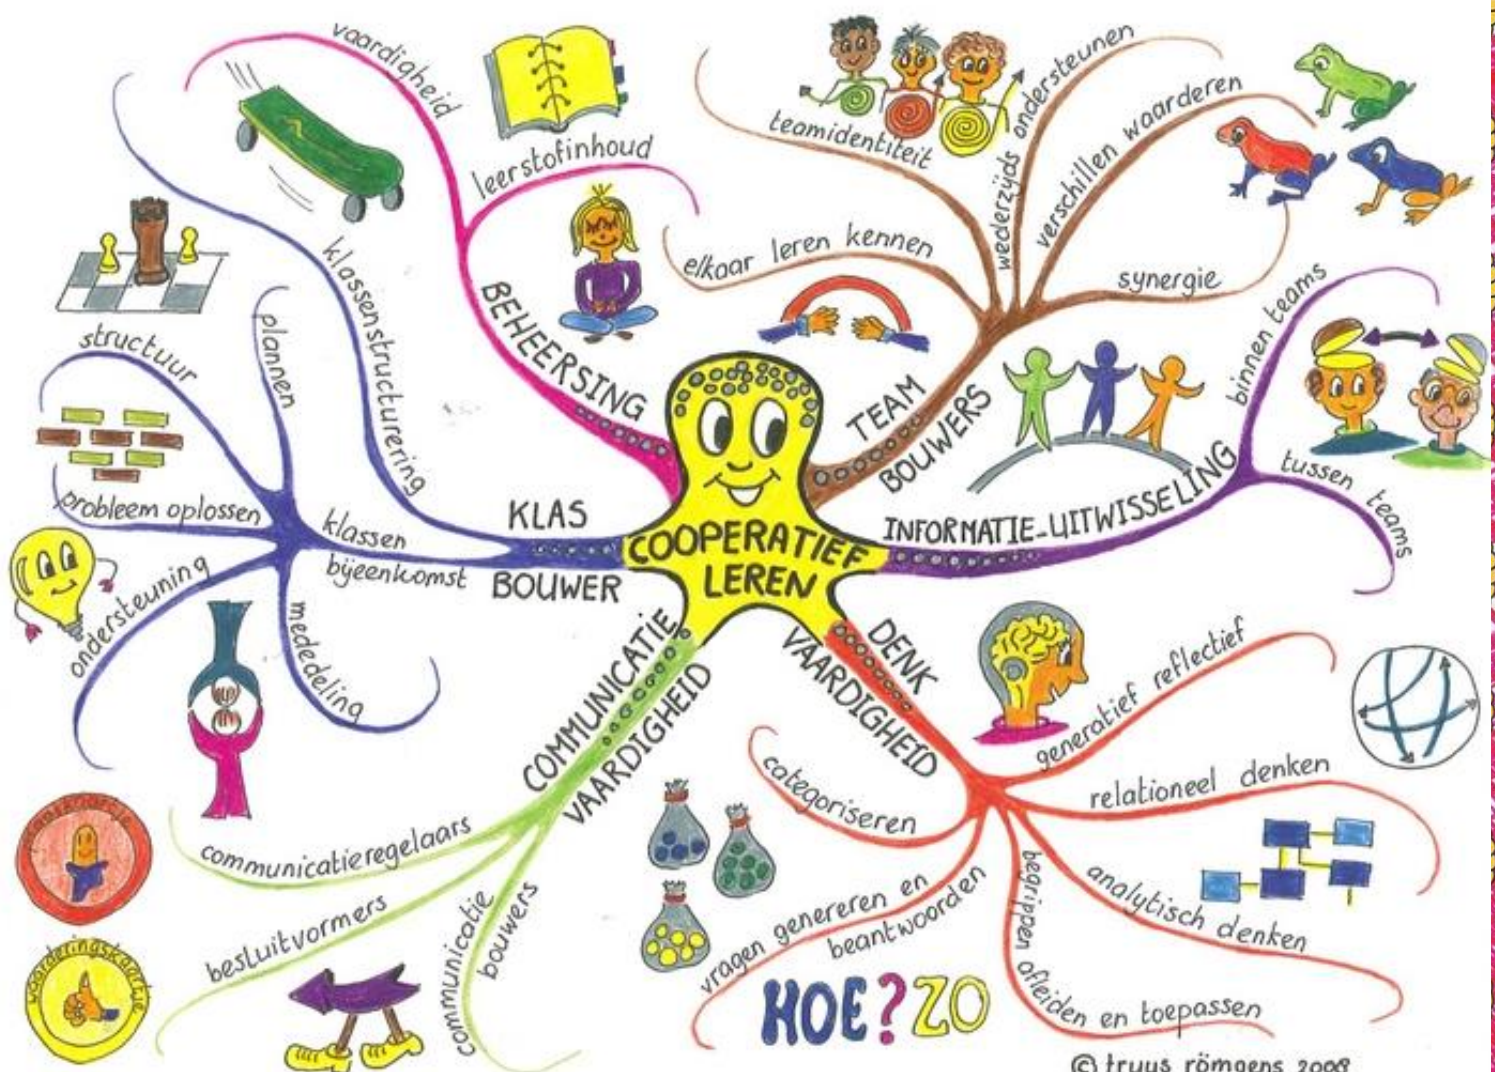 COOPERATIEF
LEREN
BEHEERSING
vaardigheid
leerstofinhoud
TEAM
BOUWERS
elkaar leren kennen
teamidentiteit
wederzijds ondersteunen
verschillen waarderen
synergie
INFORMATIE-UITWISSELING
binnen teams
tussen teams
DENK
VAARDIGHEID
generatief reflectief
relationeel denken
analytisch denken
begrippen afleiden en toepassen
vragen genereren en
beantwoorden
categoriseren
HOE?ZO
COMMUNICATIE
VAARDIGHEID
communicatieregelaars
besluitvormers
communicatie
bouwers
waarderingskaartje
KLAS
BOUWER
klassenstructurering
klassen
bijeenkomst
plannen
structuur
probleem oplossen
ondersteuning
mededeling
© truus römgens 2008